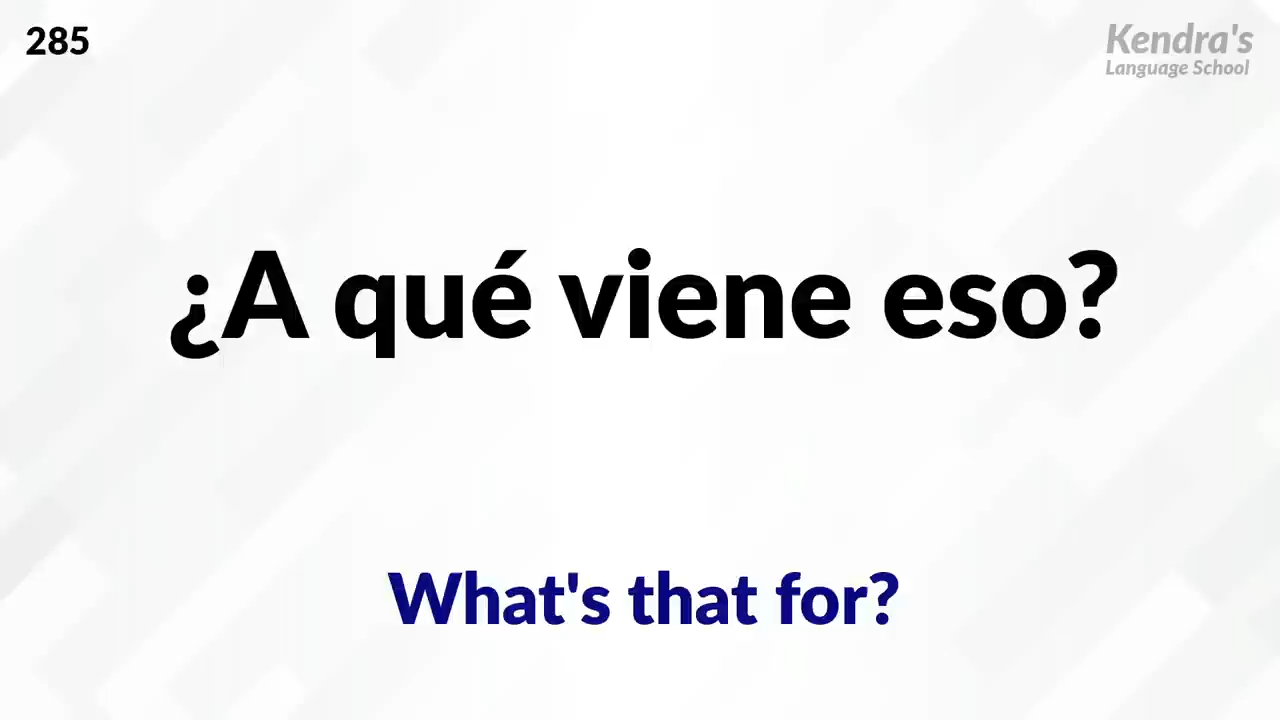 285
Kendra's
Language School
¿A qué viene eso?
What's that for?